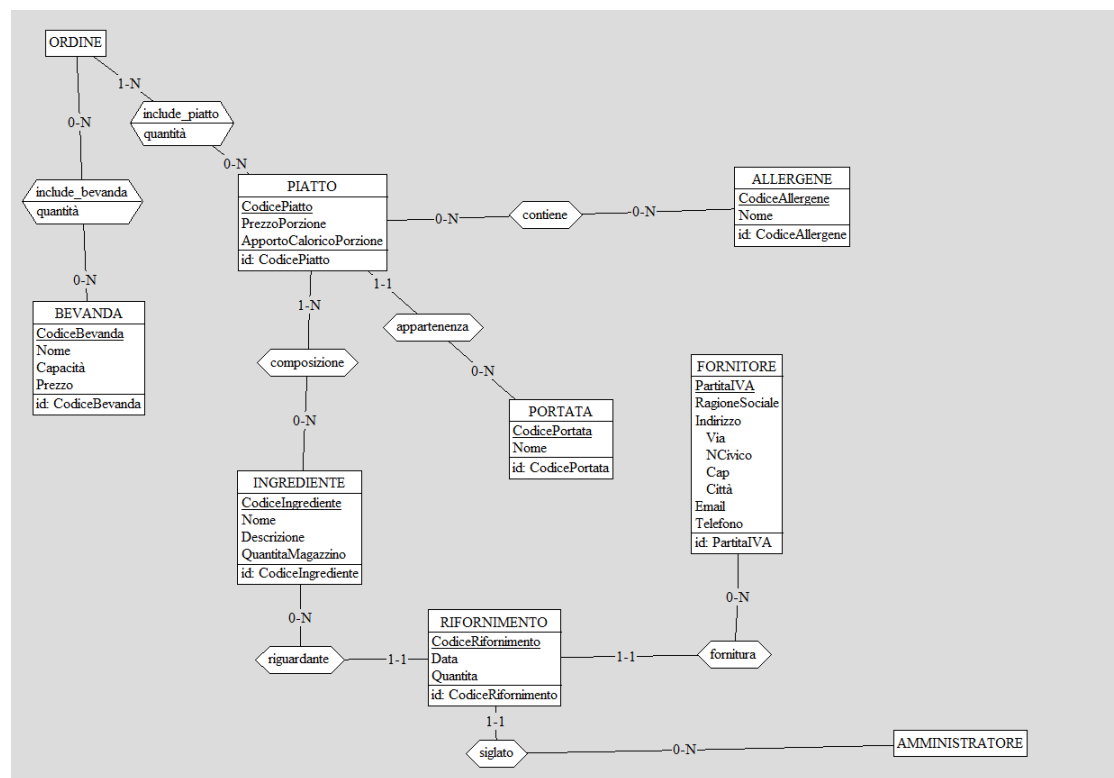 ORDINE
1-N
include_piatto
quantità
0-N
0-N
include_bevanda
quantità
0-N
PIATTO
CodicePiatto
PrezzoPorzione
ApportoCaloricoPorzione
id: CodicePiatto
0-N
contiene
0-N
ALLERGENE
CodiceAllergene
Nome
id: CodiceAllergene
BEVANDA
CodiceBevanda
Nome
Capacità
Prezzo
id: CodiceBevanda
1-N
composizione
0-N
1-1
appartenenza
0-N
PORTATA
CodicePortata
Nome
id: CodicePortata
FORNITORE
PartitaIVA
RagioneSociale
Indirizzo
Via
NCivico
Cap
Città
Email
Telefono
id: PartitaIVA
INGREDIENTE
CodiceIngrediente
Nome
Descrizione
QuantitaMagazzino
id: CodiceIngrediente
0-N
riguardante
1-1
RIFORNIMENTO
CodiceRifornimento
Data
Quantita
id: CodiceRifornimento
1-1
fornitura
0-N
1-1
siglato
0-N
AMMINISTRATORE